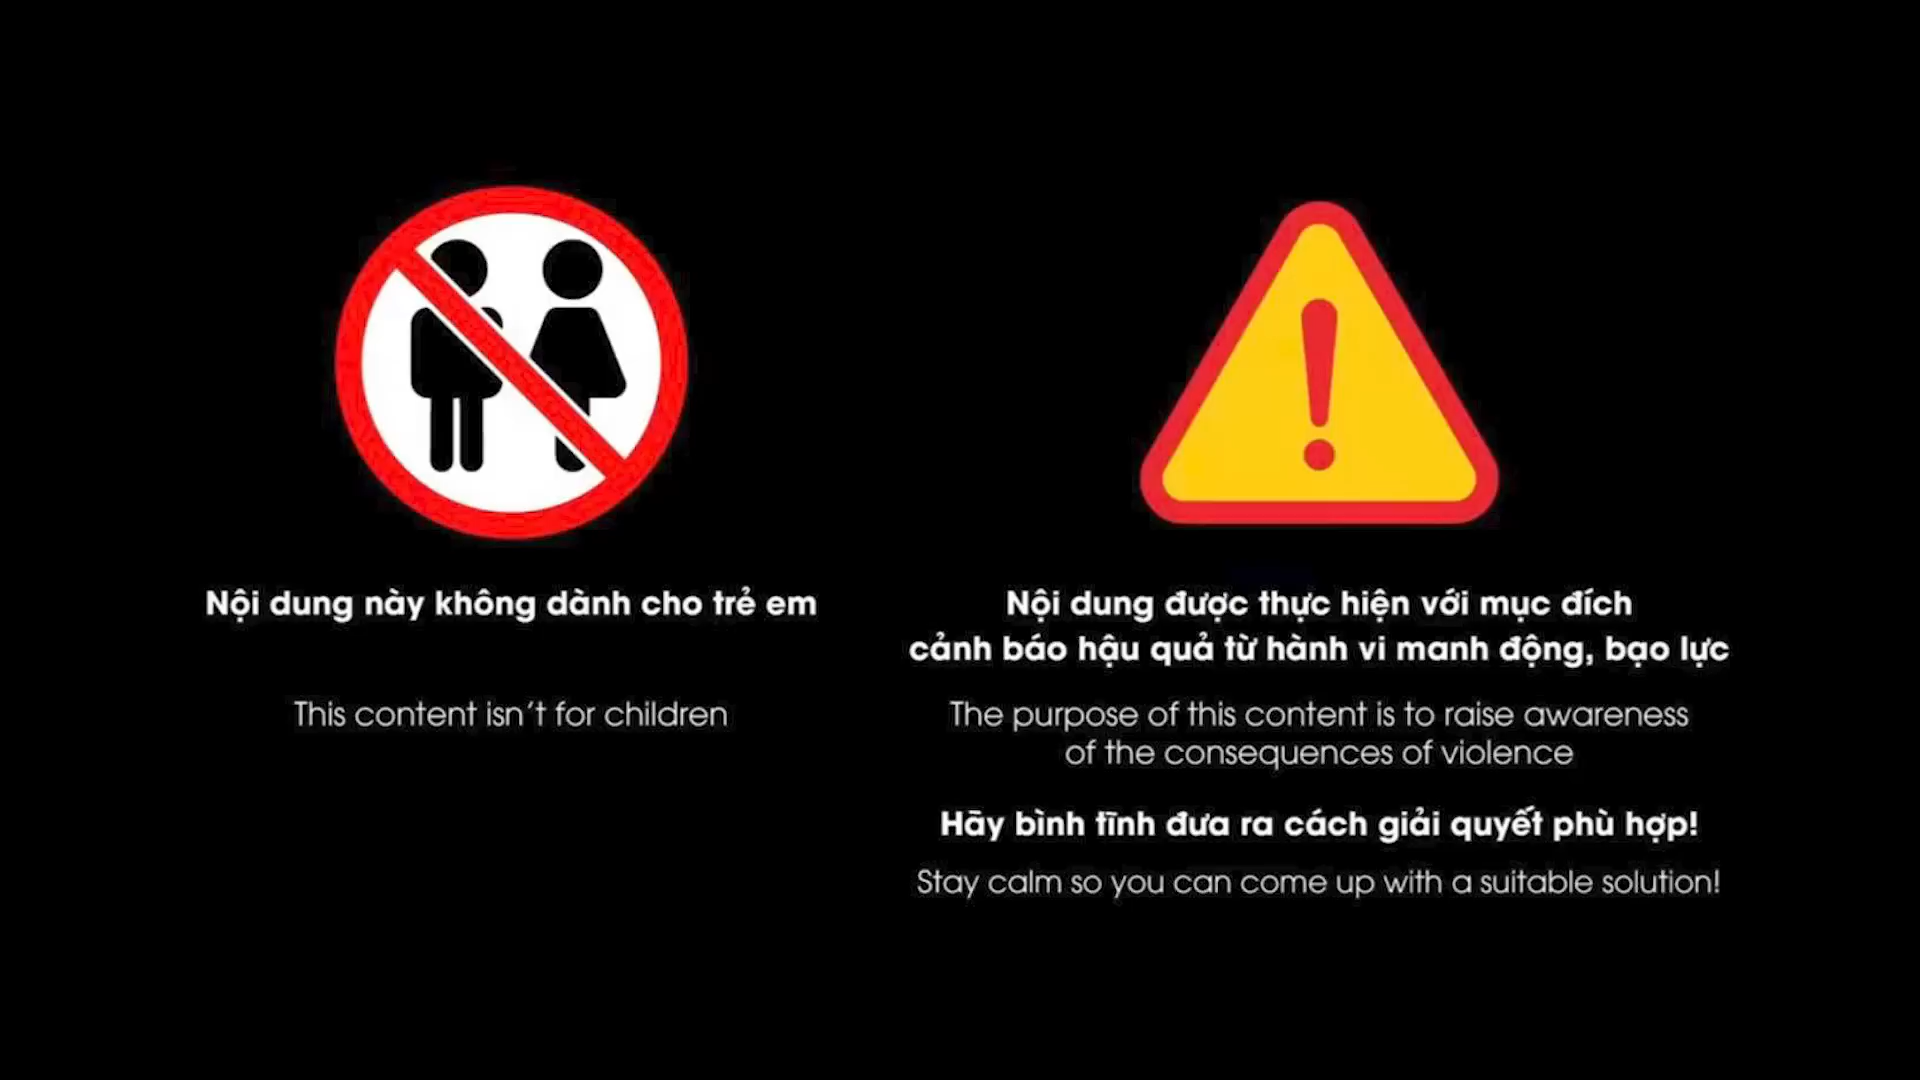 Nội dung này không dành cho trẻ em
This content isn't for children
Nội dung được thực hiện với mục đích
cảnh báo hậu quả từ hành vi manh động, bạo lực
The purpose of this content is to raise awareness
of the consequences of violence
Hãy bình tĩnh đưa ra cách giải quyết phù hợp!
Stay calm so you can come up with a suitable solution!